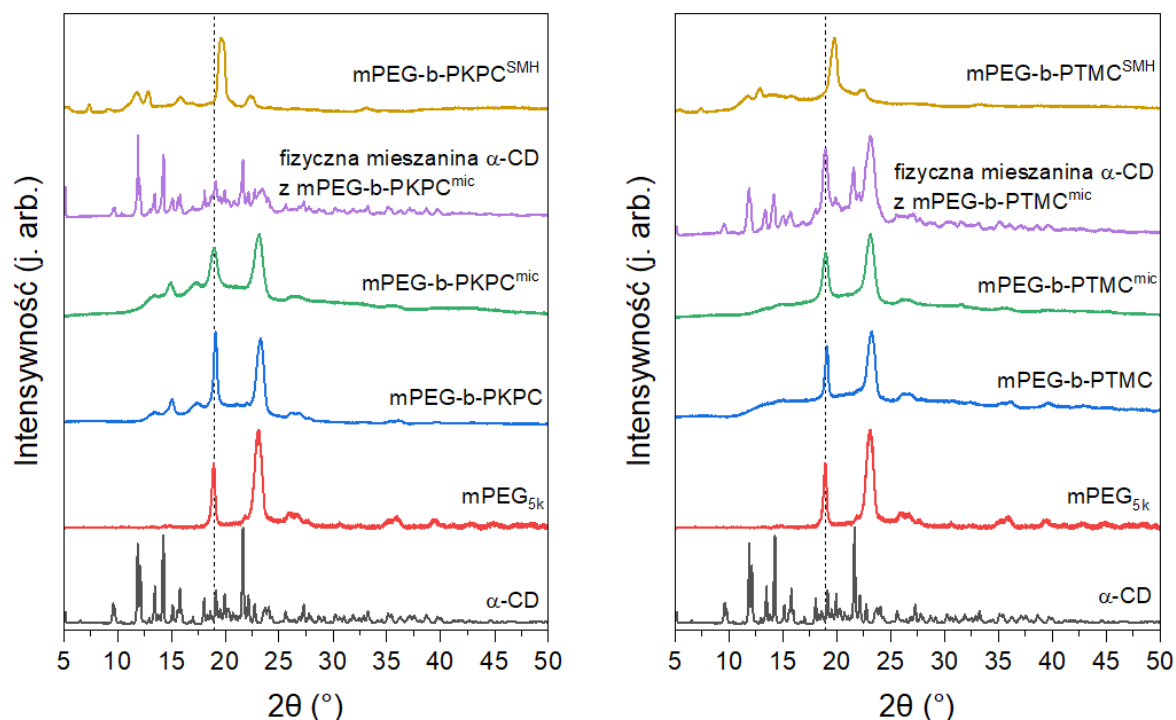 Intensywność (j. arb.)
mPEG-b-PKPC^SMH
fizyczna mieszanina α-CD
z mPEG-b-PKPC^mic
mPEG-b-PKPC^mic
mPEG-b-PKPC
mPEG₅ₖ
α-CD
5 10 15 20 25 30 35 40 45 50
2θ (°)
Intensywność (j. arb.)
mPEG-b-PTMC^SMH
fizyczna mieszanina α-CD
z mPEG-b-PTMC^mic
mPEG-b-PTMC^mic
mPEG-b-PTMC
mPEG₅ₖ
α-CD
5 10 15 20 25 30 35 40 45 50
2θ (°)